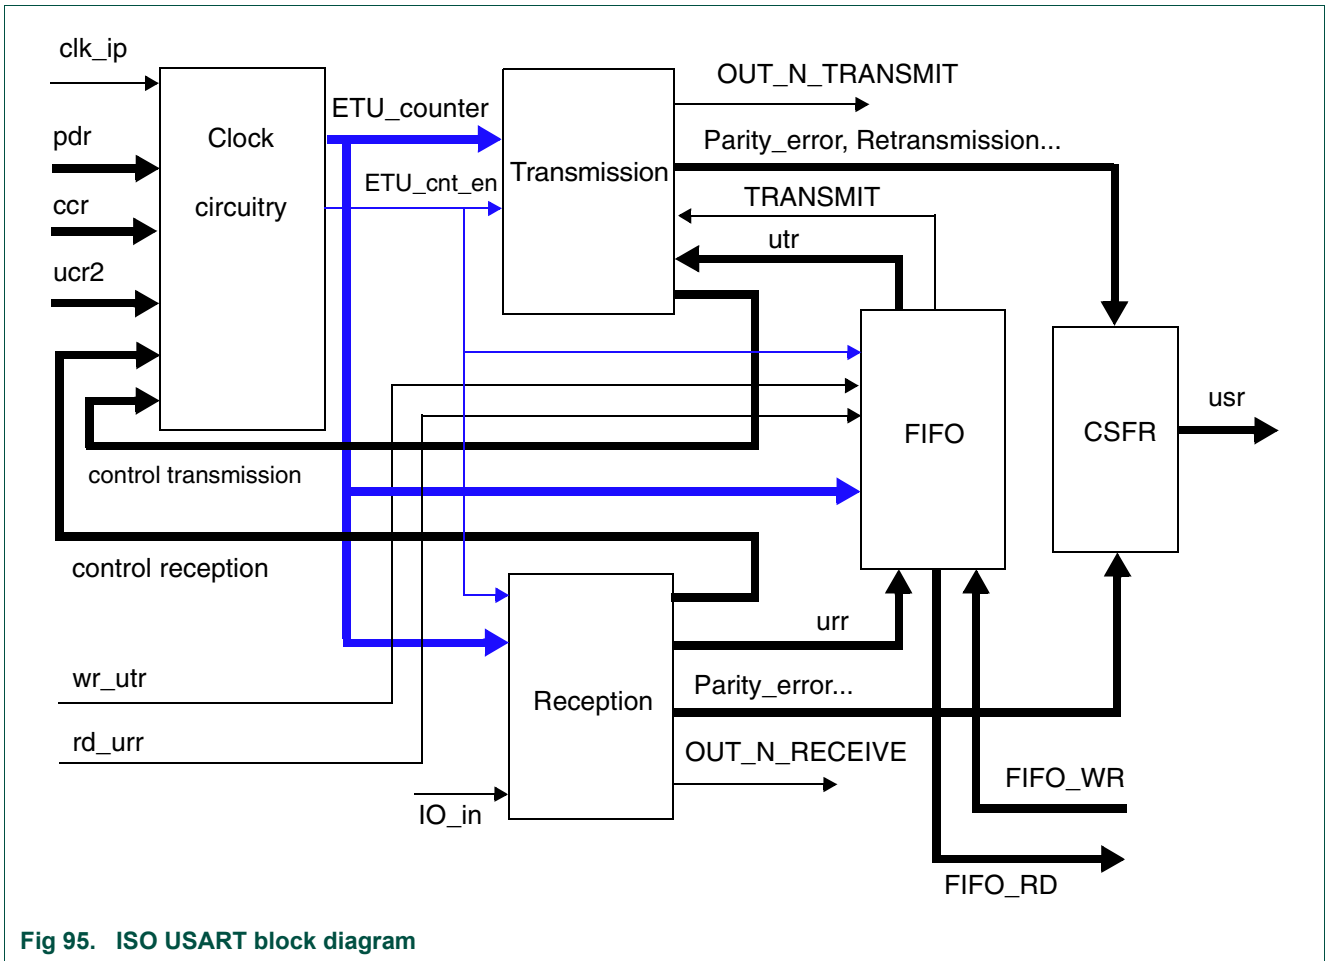 clk_ip
OUT_N_TRANSMIT
ETU_counter
pdr
Clock
Parity_error, Retransmission...
Transmission
ETU_cnt_en
TRANSMIT
ccr
circuitry
utr
ucr2
usr
FIFO
CSFR
control transmission
control reception
urr
wr_utr
Parity_error...
Reception
rd_urr
OUT_N_RECEIVE
FIFO_WR
IO_in
FIFO_RD
Fig 95. ISO USART block diagram